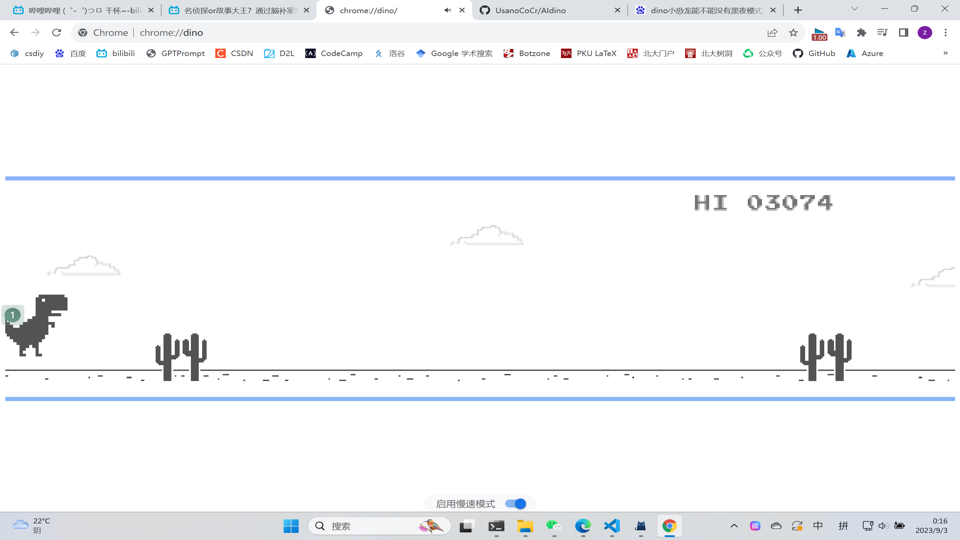 哔哩哔哩 (゜-゜)つロ 干杯~-bili
名侦探or故事大王？通过脑补案
chrome://dino/
UsanoCoCr/AIdino
dino小恐龙能不能没有黑夜模式
Chrome
chrome://dino
1.00
z
csdiy
百度
bilibili
GPTPrompt
CSDN
D2L
CodeCamp
洛谷
Google 学术搜索
Botzone
PKU LaTeX
北大门户
北大树洞
公众号
GitHub
Azure
»
HI 03074
1
启用慢速模式
22°C
阴
搜索
中
拼
0:16
2023/9/3